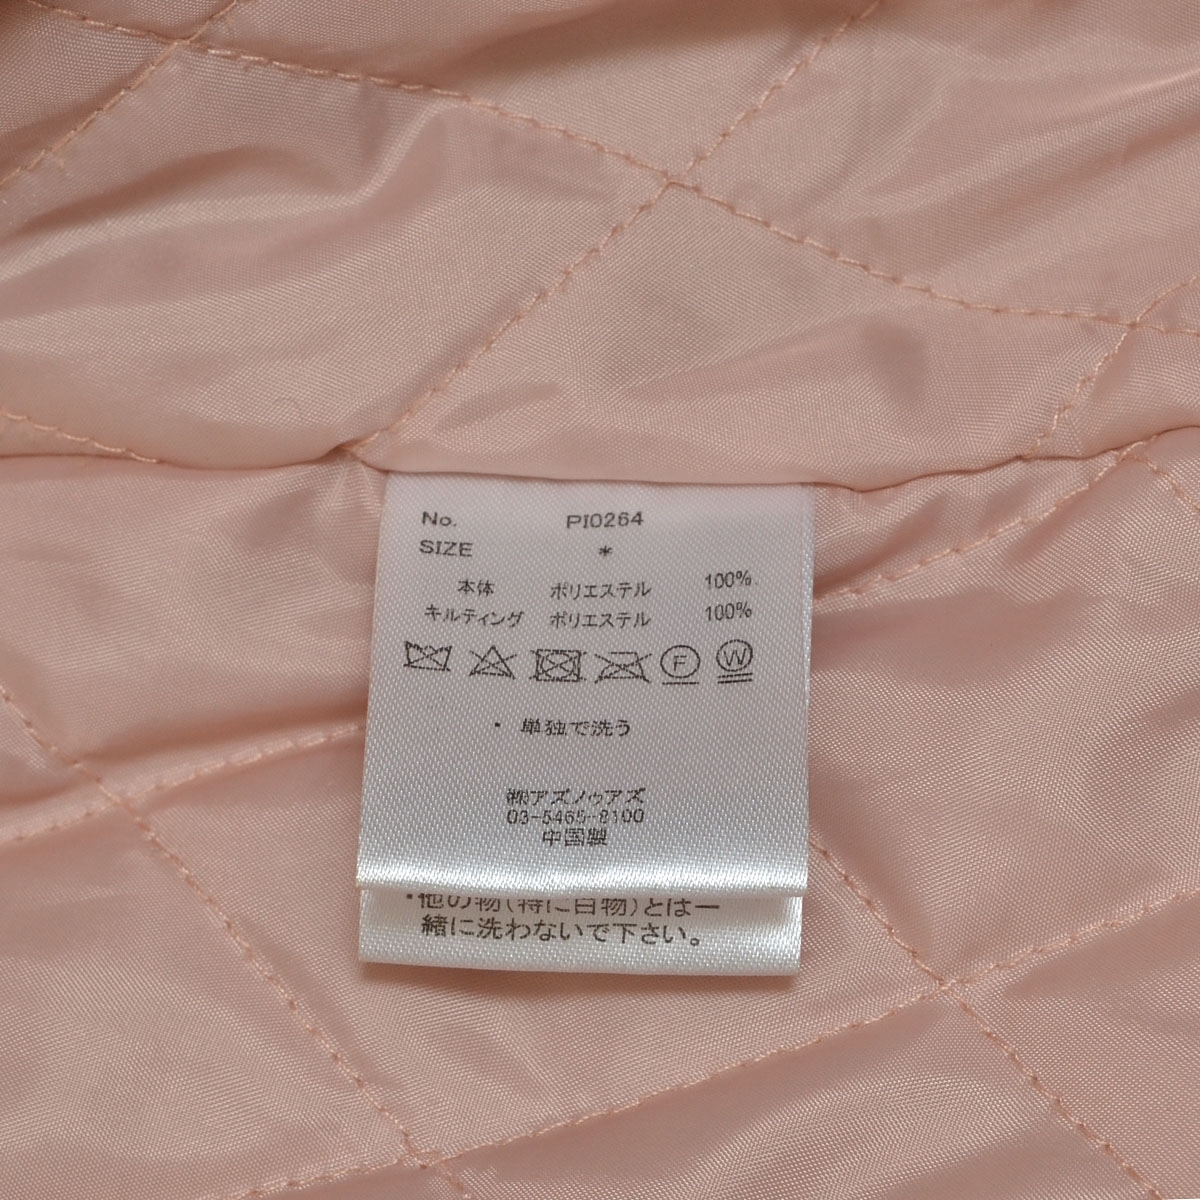 No. PI0264
SIZE *
本体 ポリエステル 100%
キルティング ポリエステル 100%
F W
・単独で洗う
㈱アズノゥアズ
03-5465-8100
中国製
・他の物(特に白物)とは一
緒に洗わないで下さい。